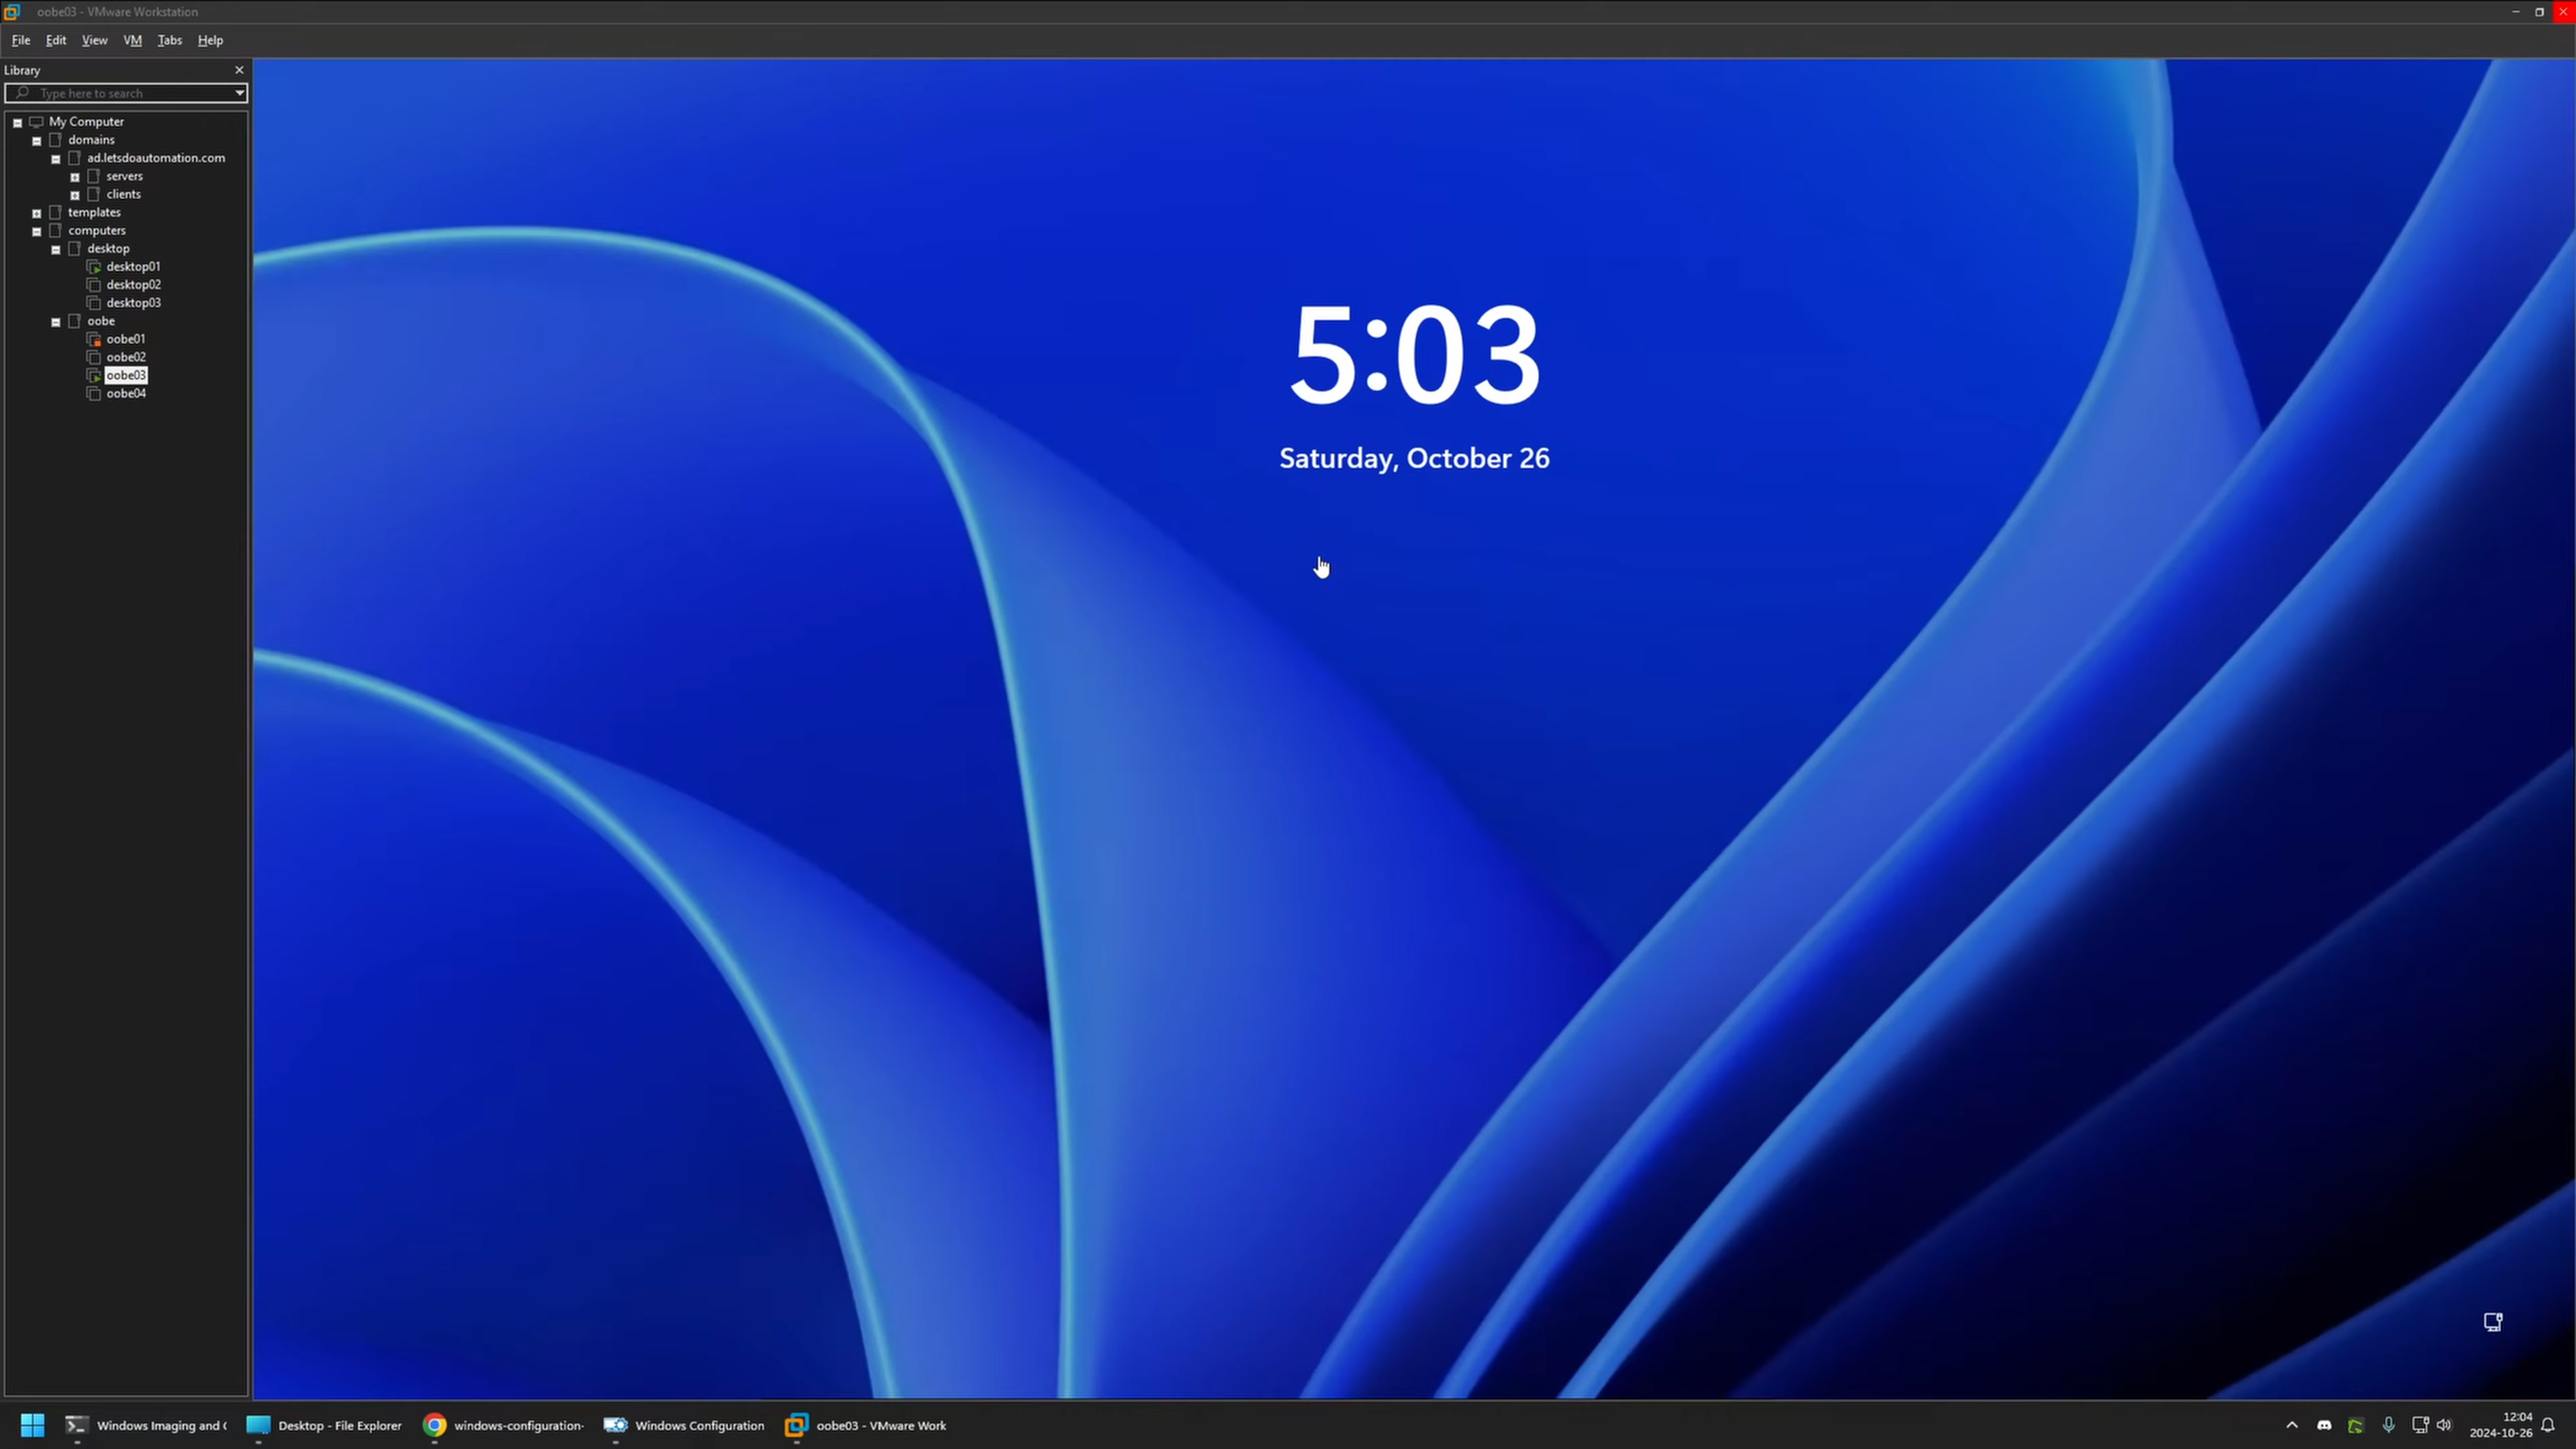 oobe03 - VMware Workstation
File Edit View VM Tabs Help
Library
Type here to search
My Computer
domains
ad.letsdoautomation.com
servers
clients
templates
computers
desktop
desktop01
desktop02
desktop03
oobe
oobe01
oobe02
oobe03
oobe04
5:03
Saturday, October 26
Windows Imaging and C
Desktop - File Explorer
windows-configuration-
Windows Configuration
oobe03 - VMware Work
12:04
2024-10-26